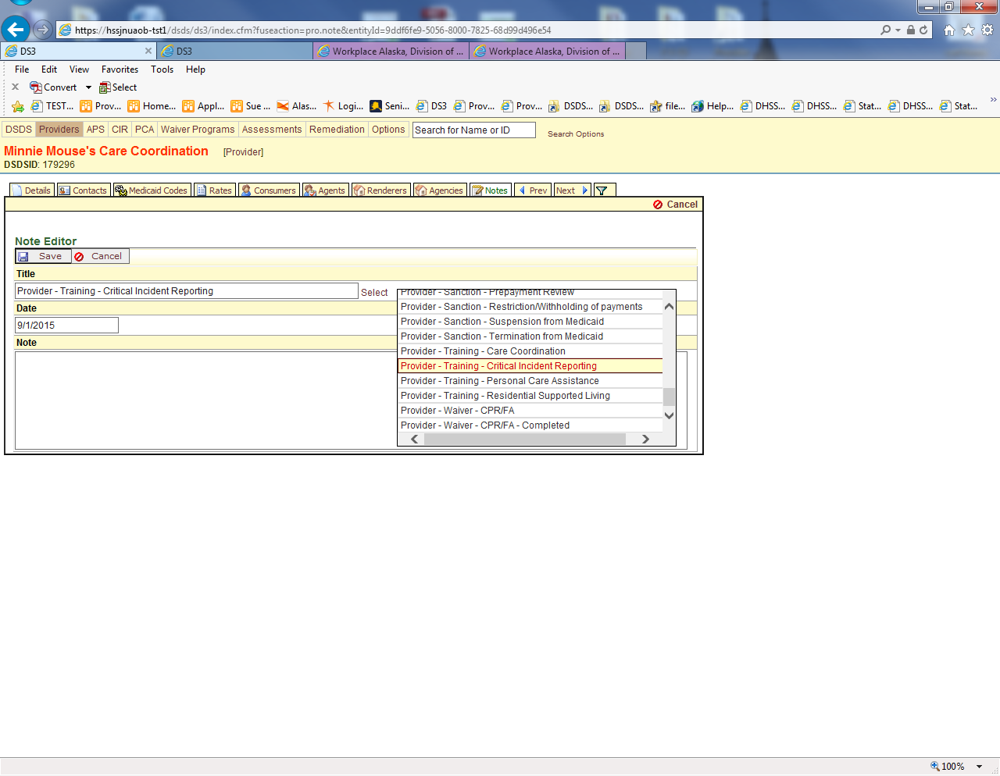 https://hssjnuaob-tst1/dsds/ds3/index.cfm?fuseaction=pro.note&entityId=9ddf6fe9-5056-8000-7825-68d99d496e54
DS3 DS3 Workplace Alaska, Division of ... Workplace Alaska, Division of ...
File Edit View Favorites Tools Help
Convert Select
TEST... Prov... Home... Appl... Sue ... Alas... Logi... Seni... DS3 Prov... Prov... DSDS... DSDS... file... Help... DHSS... DHSS... Stat... DHSS... Stat...
DSDS Providers APS CIR PCA Waiver Programs Assessments Remediation Options Search for Name or ID Search Options
Minnie Mouse's Care Coordination [Provider]
DSDSID: 179296
Details Contacts Medicaid Codes Rates Consumers Agents Renderers Agencies Notes Prev Next
Cancel
Note Editor
Save Cancel
Title
Provider - Training - Critical Incident Reporting Select
Date
9/1/2015
Note
Provider - Sanction - Prepayment Review
Provider - Sanction - Restriction/Withholding of payments
Provider - Sanction - Suspension from Medicaid
Provider - Sanction - Termination from Medicaid
Provider - Training - Care Coordination
Provider - Training - Critical Incident Reporting
Provider - Training - Personal Care Assistance
Provider - Training - Residential Supported Living
Provider - Waiver - CPR/FA
Provider - Waiver - CPR/FA - Completed
100%